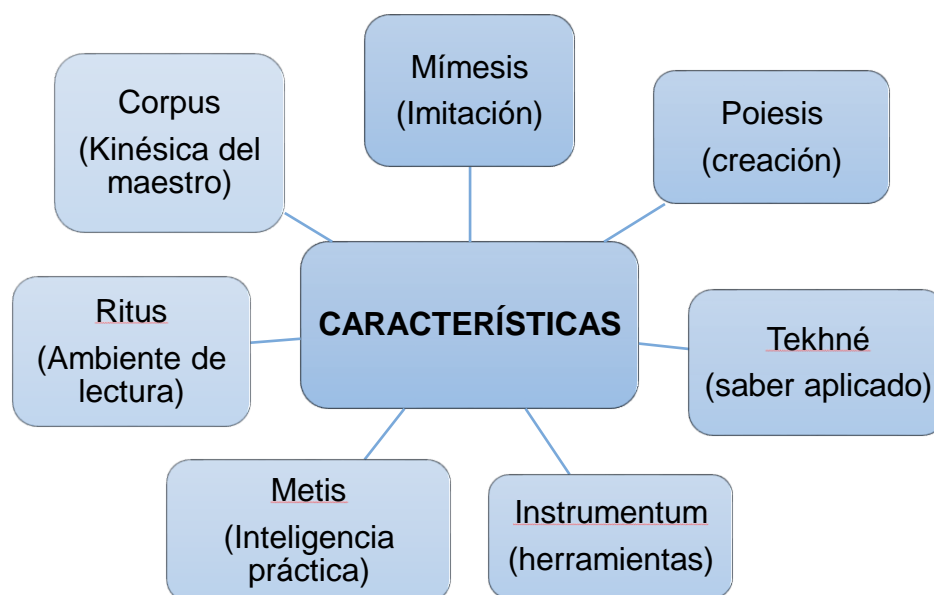 Mímesis
(Imitación)
Poiesis
(creación)
Tekhné
(saber aplicado)
Instrumentum
(herramientas)
Metis
(Inteligencia
práctica)
Ritus
(Ambiente de
lectura)
Corpus
(Kinésica del
maestro)
CARACTERÍSTICAS